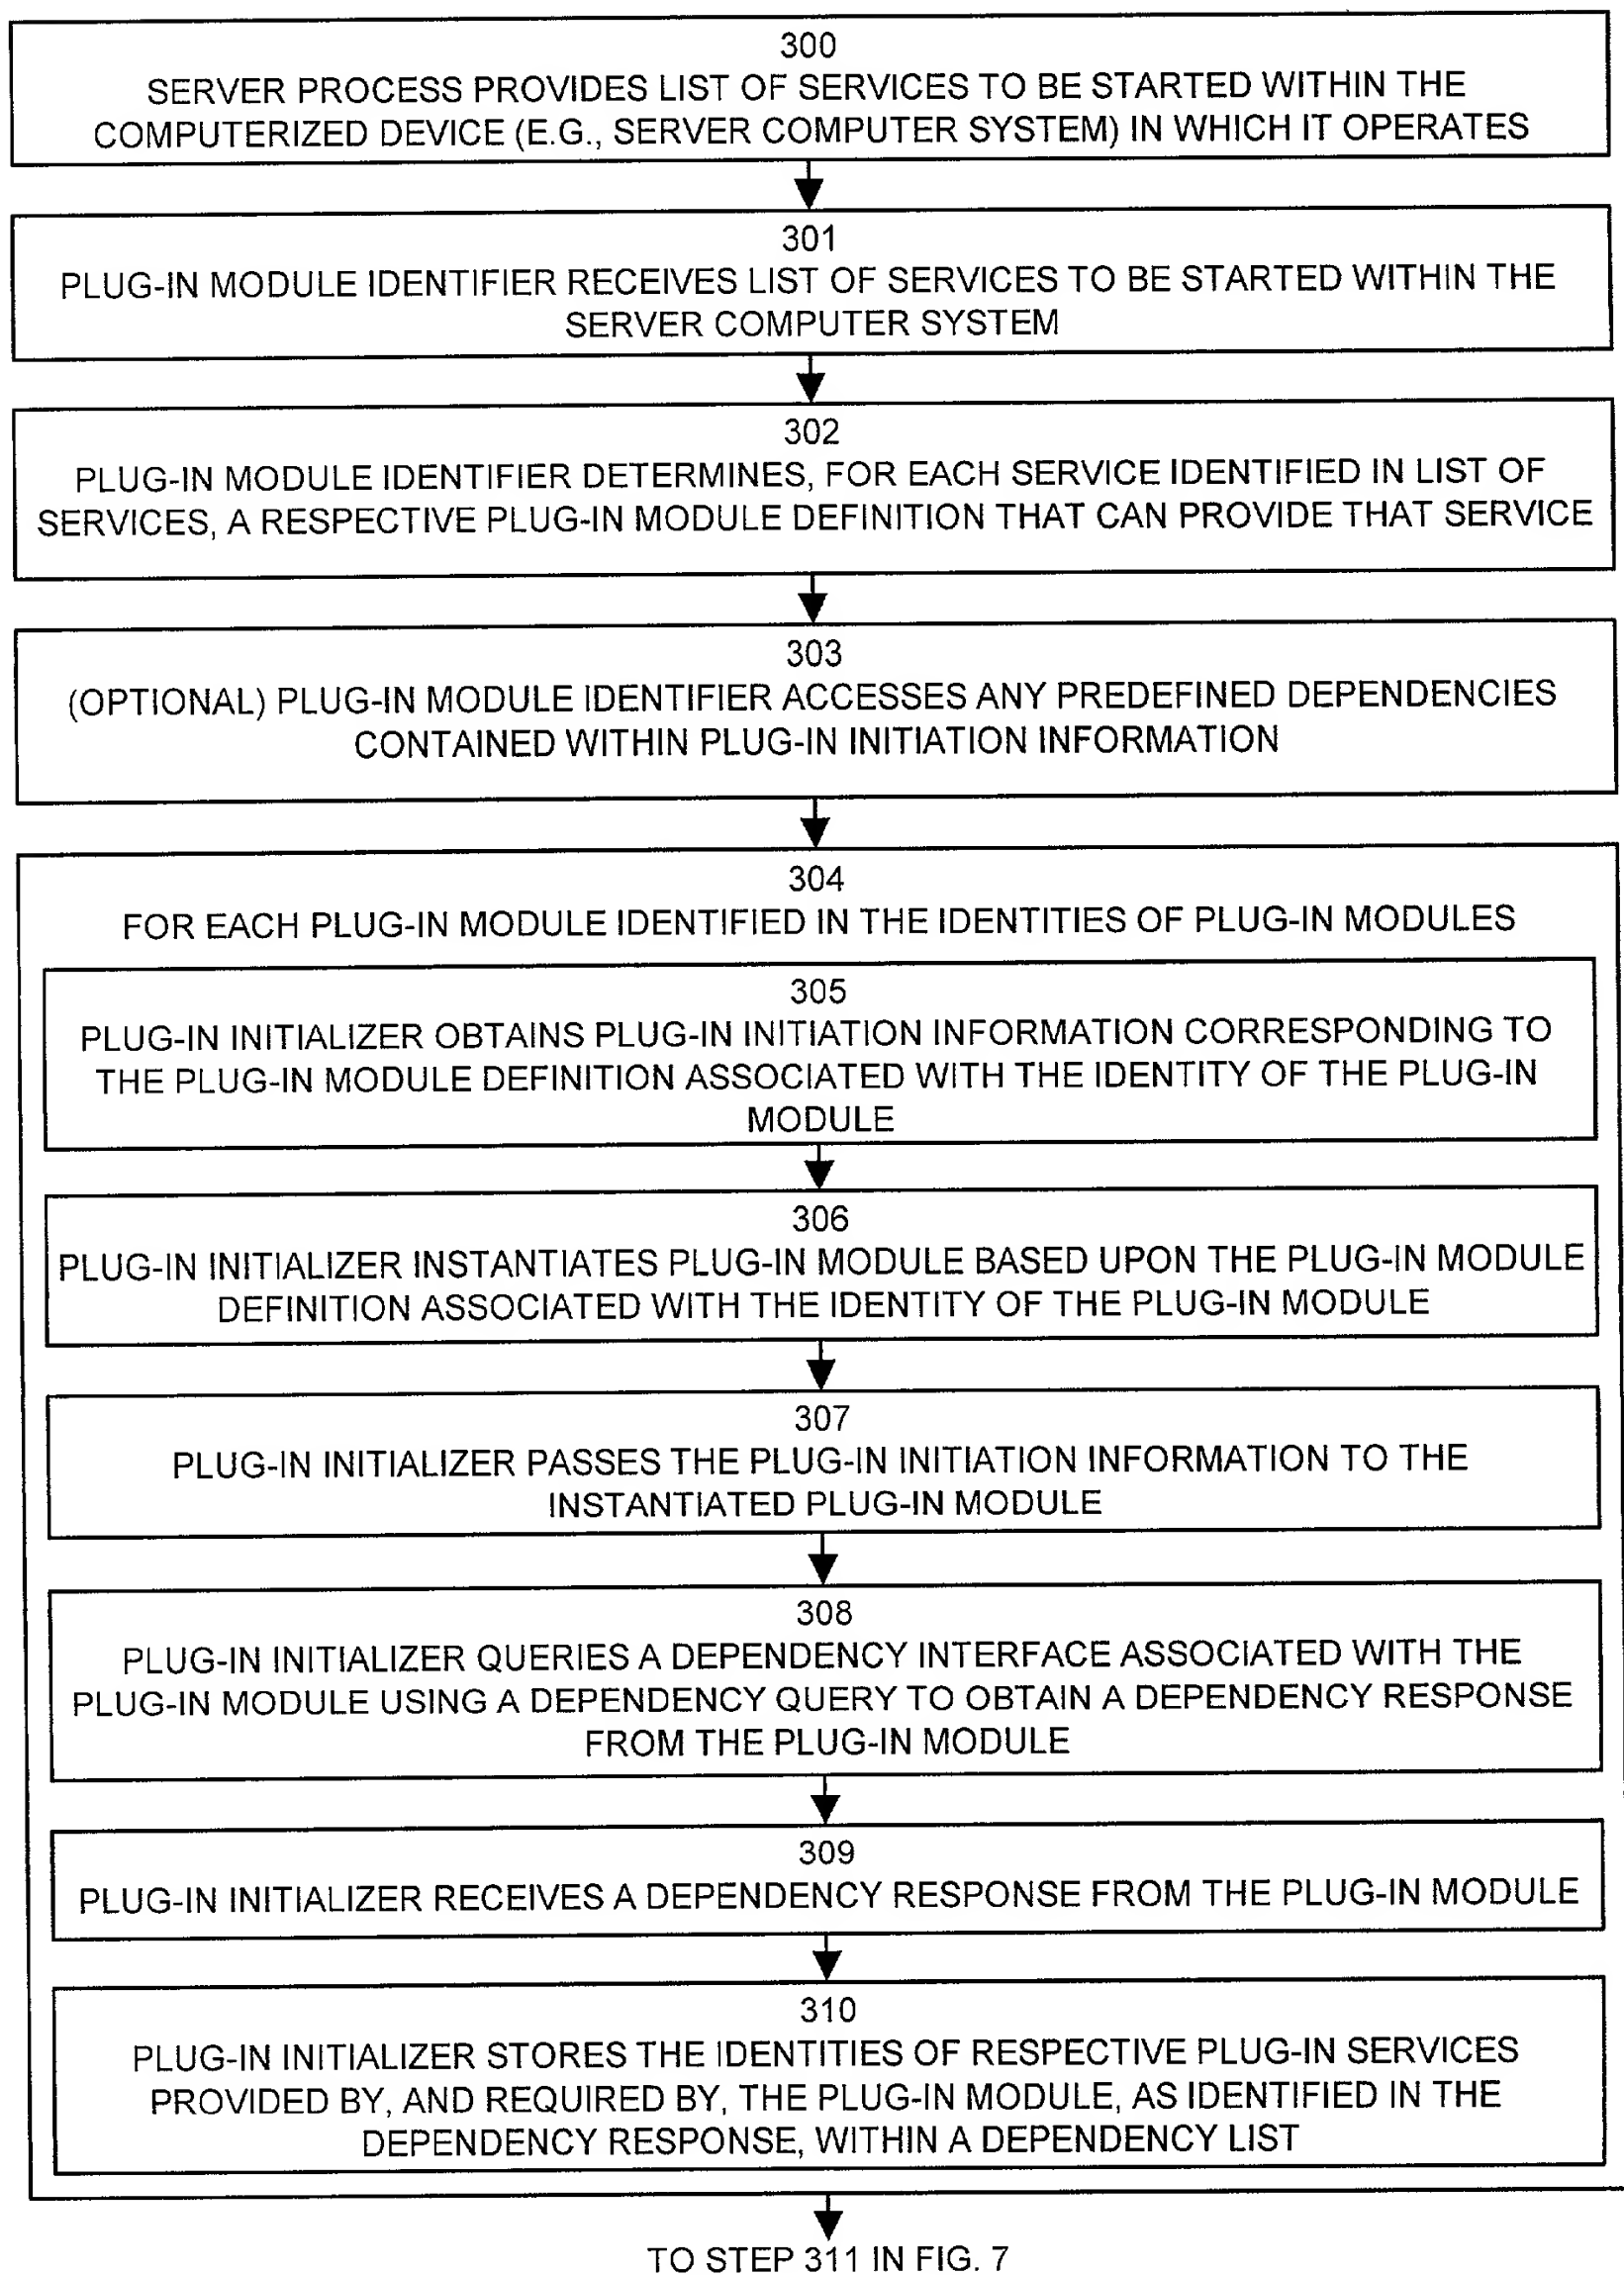 300
SERVER PROCESS PROVIDES LIST OF SERVICES TO BE STARTED WITHIN THE
COMPUTERIZED DEVICE (E.G., SERVER COMPUTER SYSTEM) IN WHICH IT OPERATES
301
PLUG-IN MODULE IDENTIFIER RECEIVES LIST OF SERVICES TO BE STARTED WITHIN THE
SERVER COMPUTER SYSTEM
302
PLUG-IN MODULE IDENTIFIER DETERMINES, FOR EACH SERVICE IDENTIFIED IN LIST OF
SERVICES, A RESPECTIVE PLUG-IN MODULE DEFINITION THAT CAN PROVIDE THAT SERVICE
303
(OPTIONAL) PLUG-IN MODULE IDENTIFIER ACCESSES ANY PREDEFINED DEPENDENCIES
CONTAINED WITHIN PLUG-IN INITIATION INFORMATION
304
FOR EACH PLUG-IN MODULE IDENTIFIED IN THE IDENTITIES OF PLUG-IN MODULES
305
PLUG-IN INITIALIZER OBTAINS PLUG-IN INITIATION INFORMATION CORRESPONDING TO
THE PLUG-IN MODULE DEFINITION ASSOCIATED WITH THE IDENTITY OF THE PLUG-IN
MODULE
306
PLUG-IN INITIALIZER INSTANTIATES PLUG-IN MODULE BASED UPON THE PLUG-IN MODULE
DEFINITION ASSOCIATED WITH THE IDENTITY OF THE PLUG-IN MODULE
307
PLUG-IN INITIALIZER PASSES THE PLUG-IN INITIATION INFORMATION TO THE
INSTANTIATED PLUG-IN MODULE
308
PLUG-IN INITIALIZER QUERIES A DEPENDENCY INTERFACE ASSOCIATED WITH THE
PLUG-IN MODULE USING A DEPENDENCY QUERY TO OBTAIN A DEPENDENCY RESPONSE
FROM THE PLUG-IN MODULE
309
PLUG-IN INITIALIZER RECEIVES A DEPENDENCY RESPONSE FROM THE PLUG-IN MODULE
310
PLUG-IN INITIALIZER STORES THE IDENTITIES OF RESPECTIVE PLUG-IN SERVICES
PROVIDED BY, AND REQUIRED BY, THE PLUG-IN MODULE, AS IDENTIFIED IN THE
DEPENDENCY RESPONSE, WITHIN A DEPENDENCY LIST
TO STEP 311 IN FIG. 7